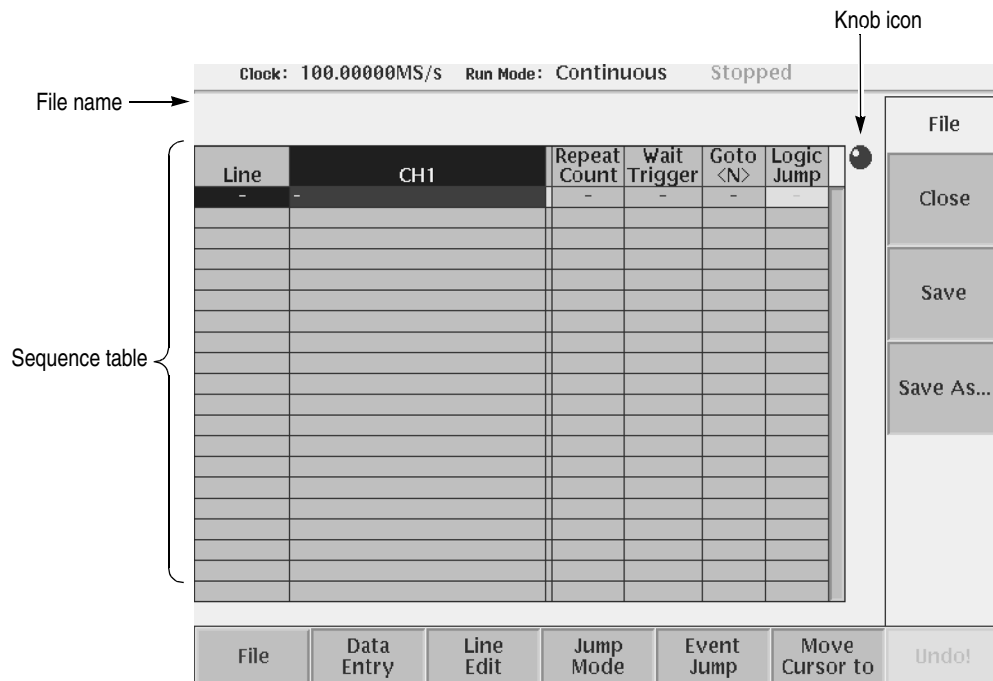 Knob icon
Clock: 100.00000MS/s Run Mode: Continuous Stopped
File name
File
Line CH1 Repeat Count Wait Trigger Goto <N> Logic Jump
- - - - - -
Close
Save
Sequence table
Save As...
File Data Entry Line Edit Jump Mode Event Jump Move Cursor to Undo!